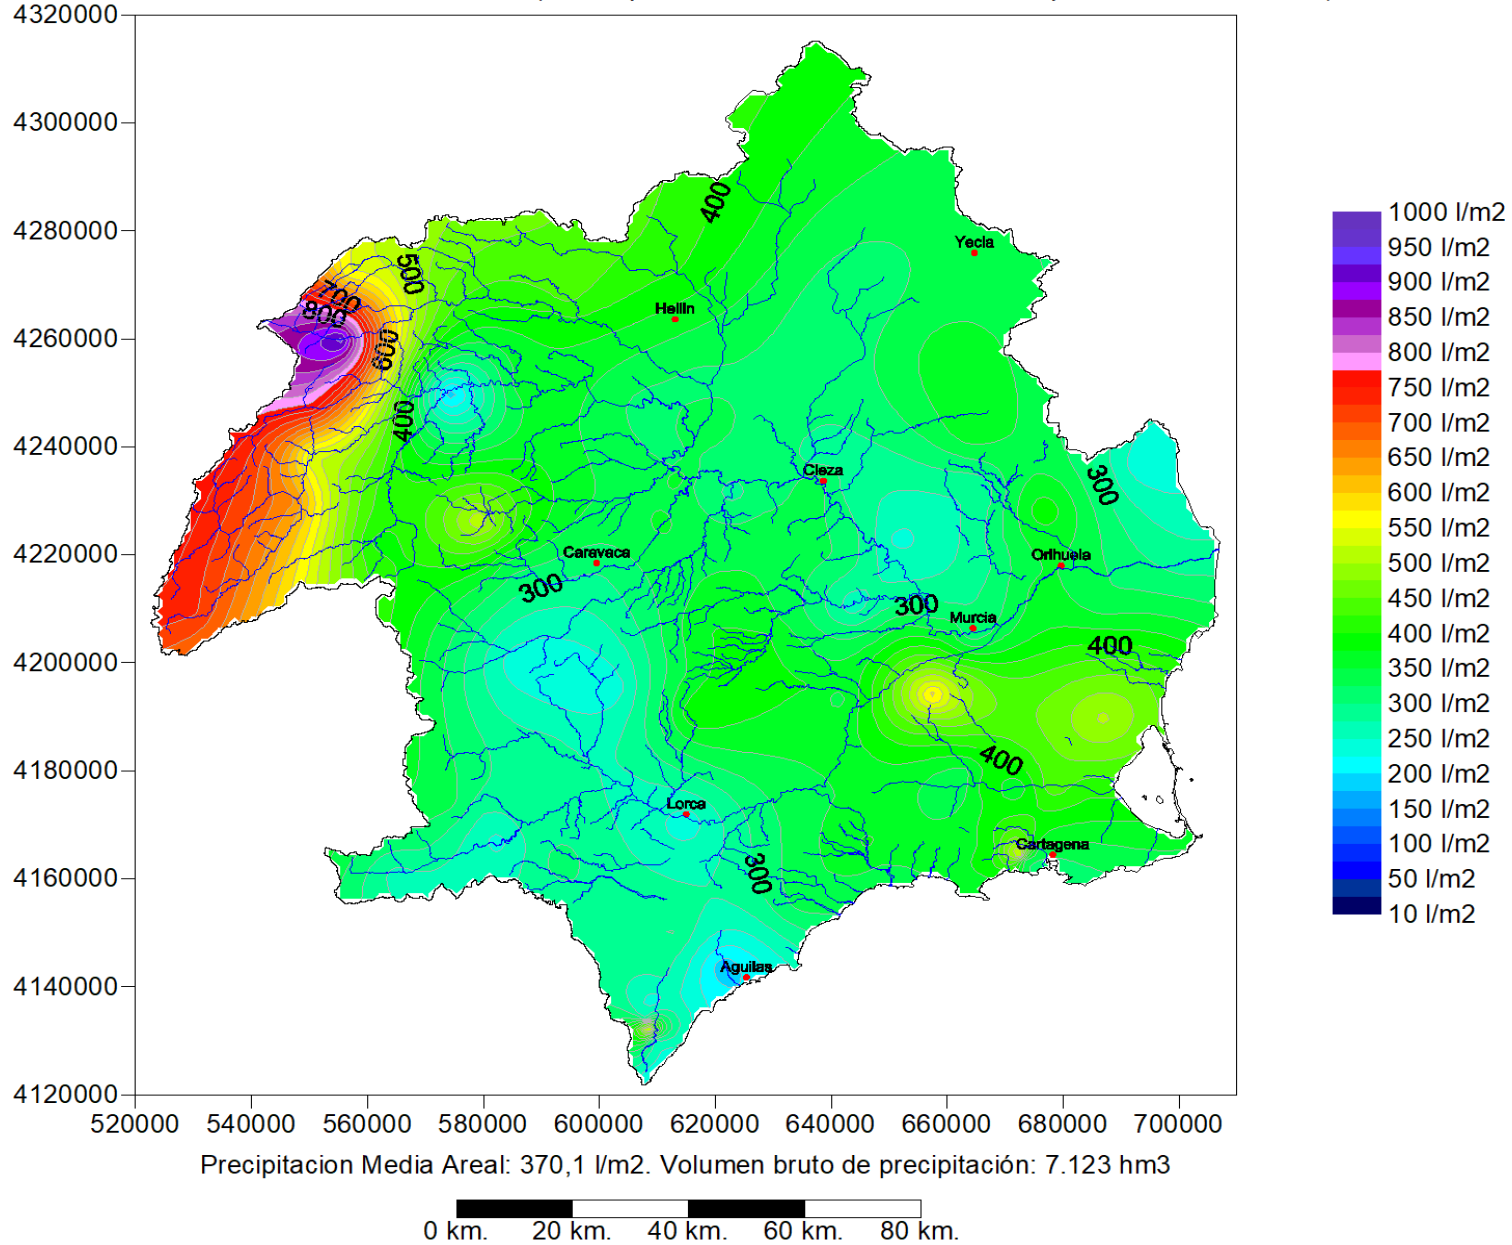 4320000
4300000
4280000
4260000
4240000
4220000
4200000
4180000
4160000
4140000
4120000
520000 540000 560000 580000 600000 620000 640000 660000 680000 700000
400
500
700
800
600
400
300
300
300
400
400
300
Yecla
Hellin
Cieza
Caravaca
Orihuela
Murcia
Lorca
Cartagena
Aguilas
1000 l/m2
950 l/m2
900 l/m2
850 l/m2
800 l/m2
750 l/m2
700 l/m2
650 l/m2
600 l/m2
550 l/m2
500 l/m2
450 l/m2
400 l/m2
350 l/m2
300 l/m2
250 l/m2
200 l/m2
150 l/m2
100 l/m2
50 l/m2
10 l/m2
Precipitacion Media Areal: 370,1 l/m2. Volumen bruto de precipitación: 7.123 hm3
0 km. 20 km. 40 km. 60 km. 80 km.